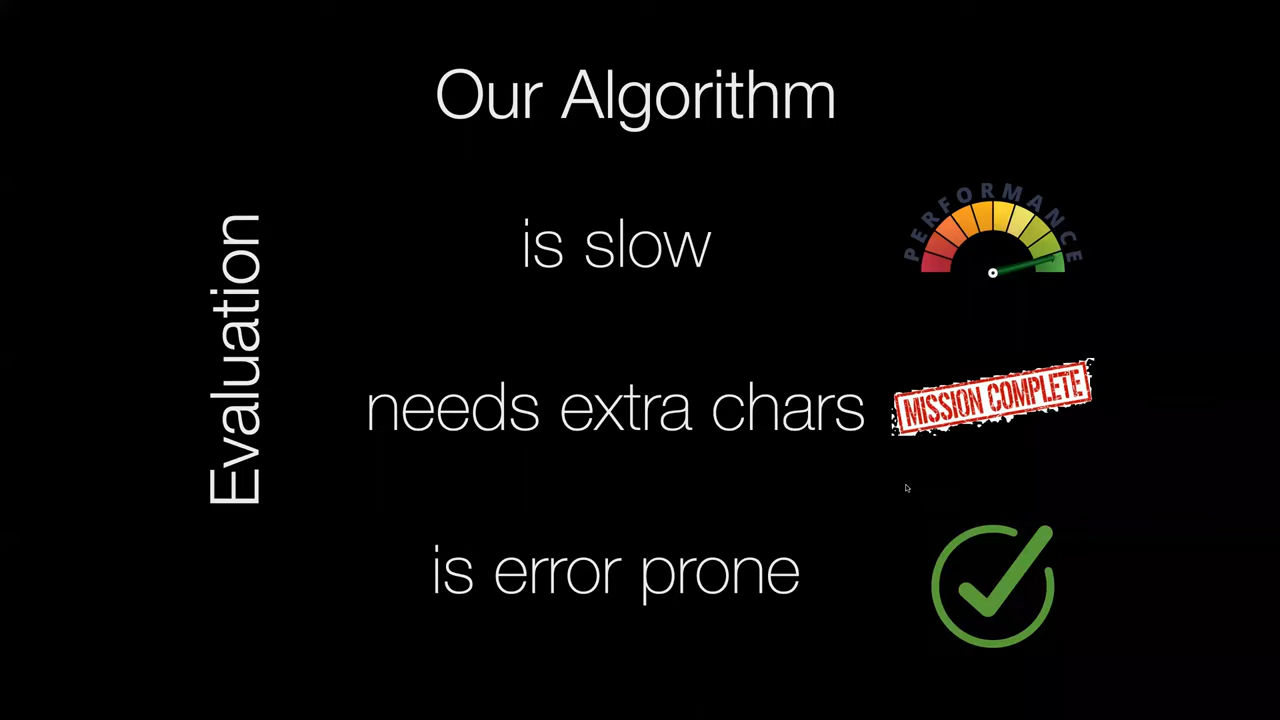 Our Algorithm
Evaluation
is slow
PERFORMANCE
needs extra chars
MISSION COMPLETE
is error prone